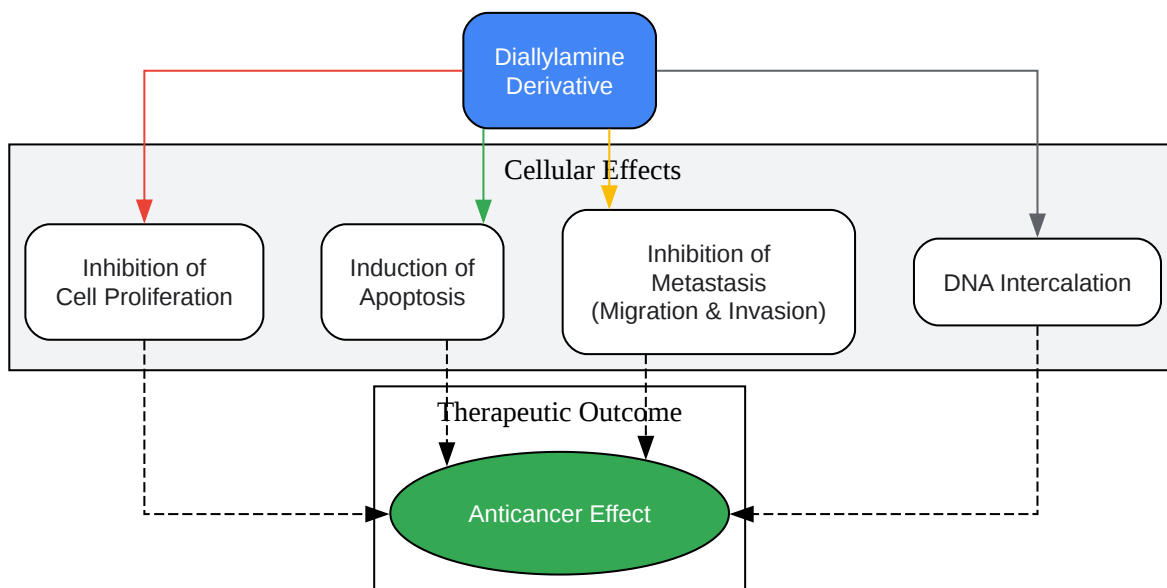 Diallylamine
Derivative
Cellular Effects
Inhibition of
Cell Proliferation
Induction of
Apoptosis
Inhibition of
Metastasis
(Migration & Invasion)
DNA Intercalation
Therapeutic Outcome
Anticancer Effect